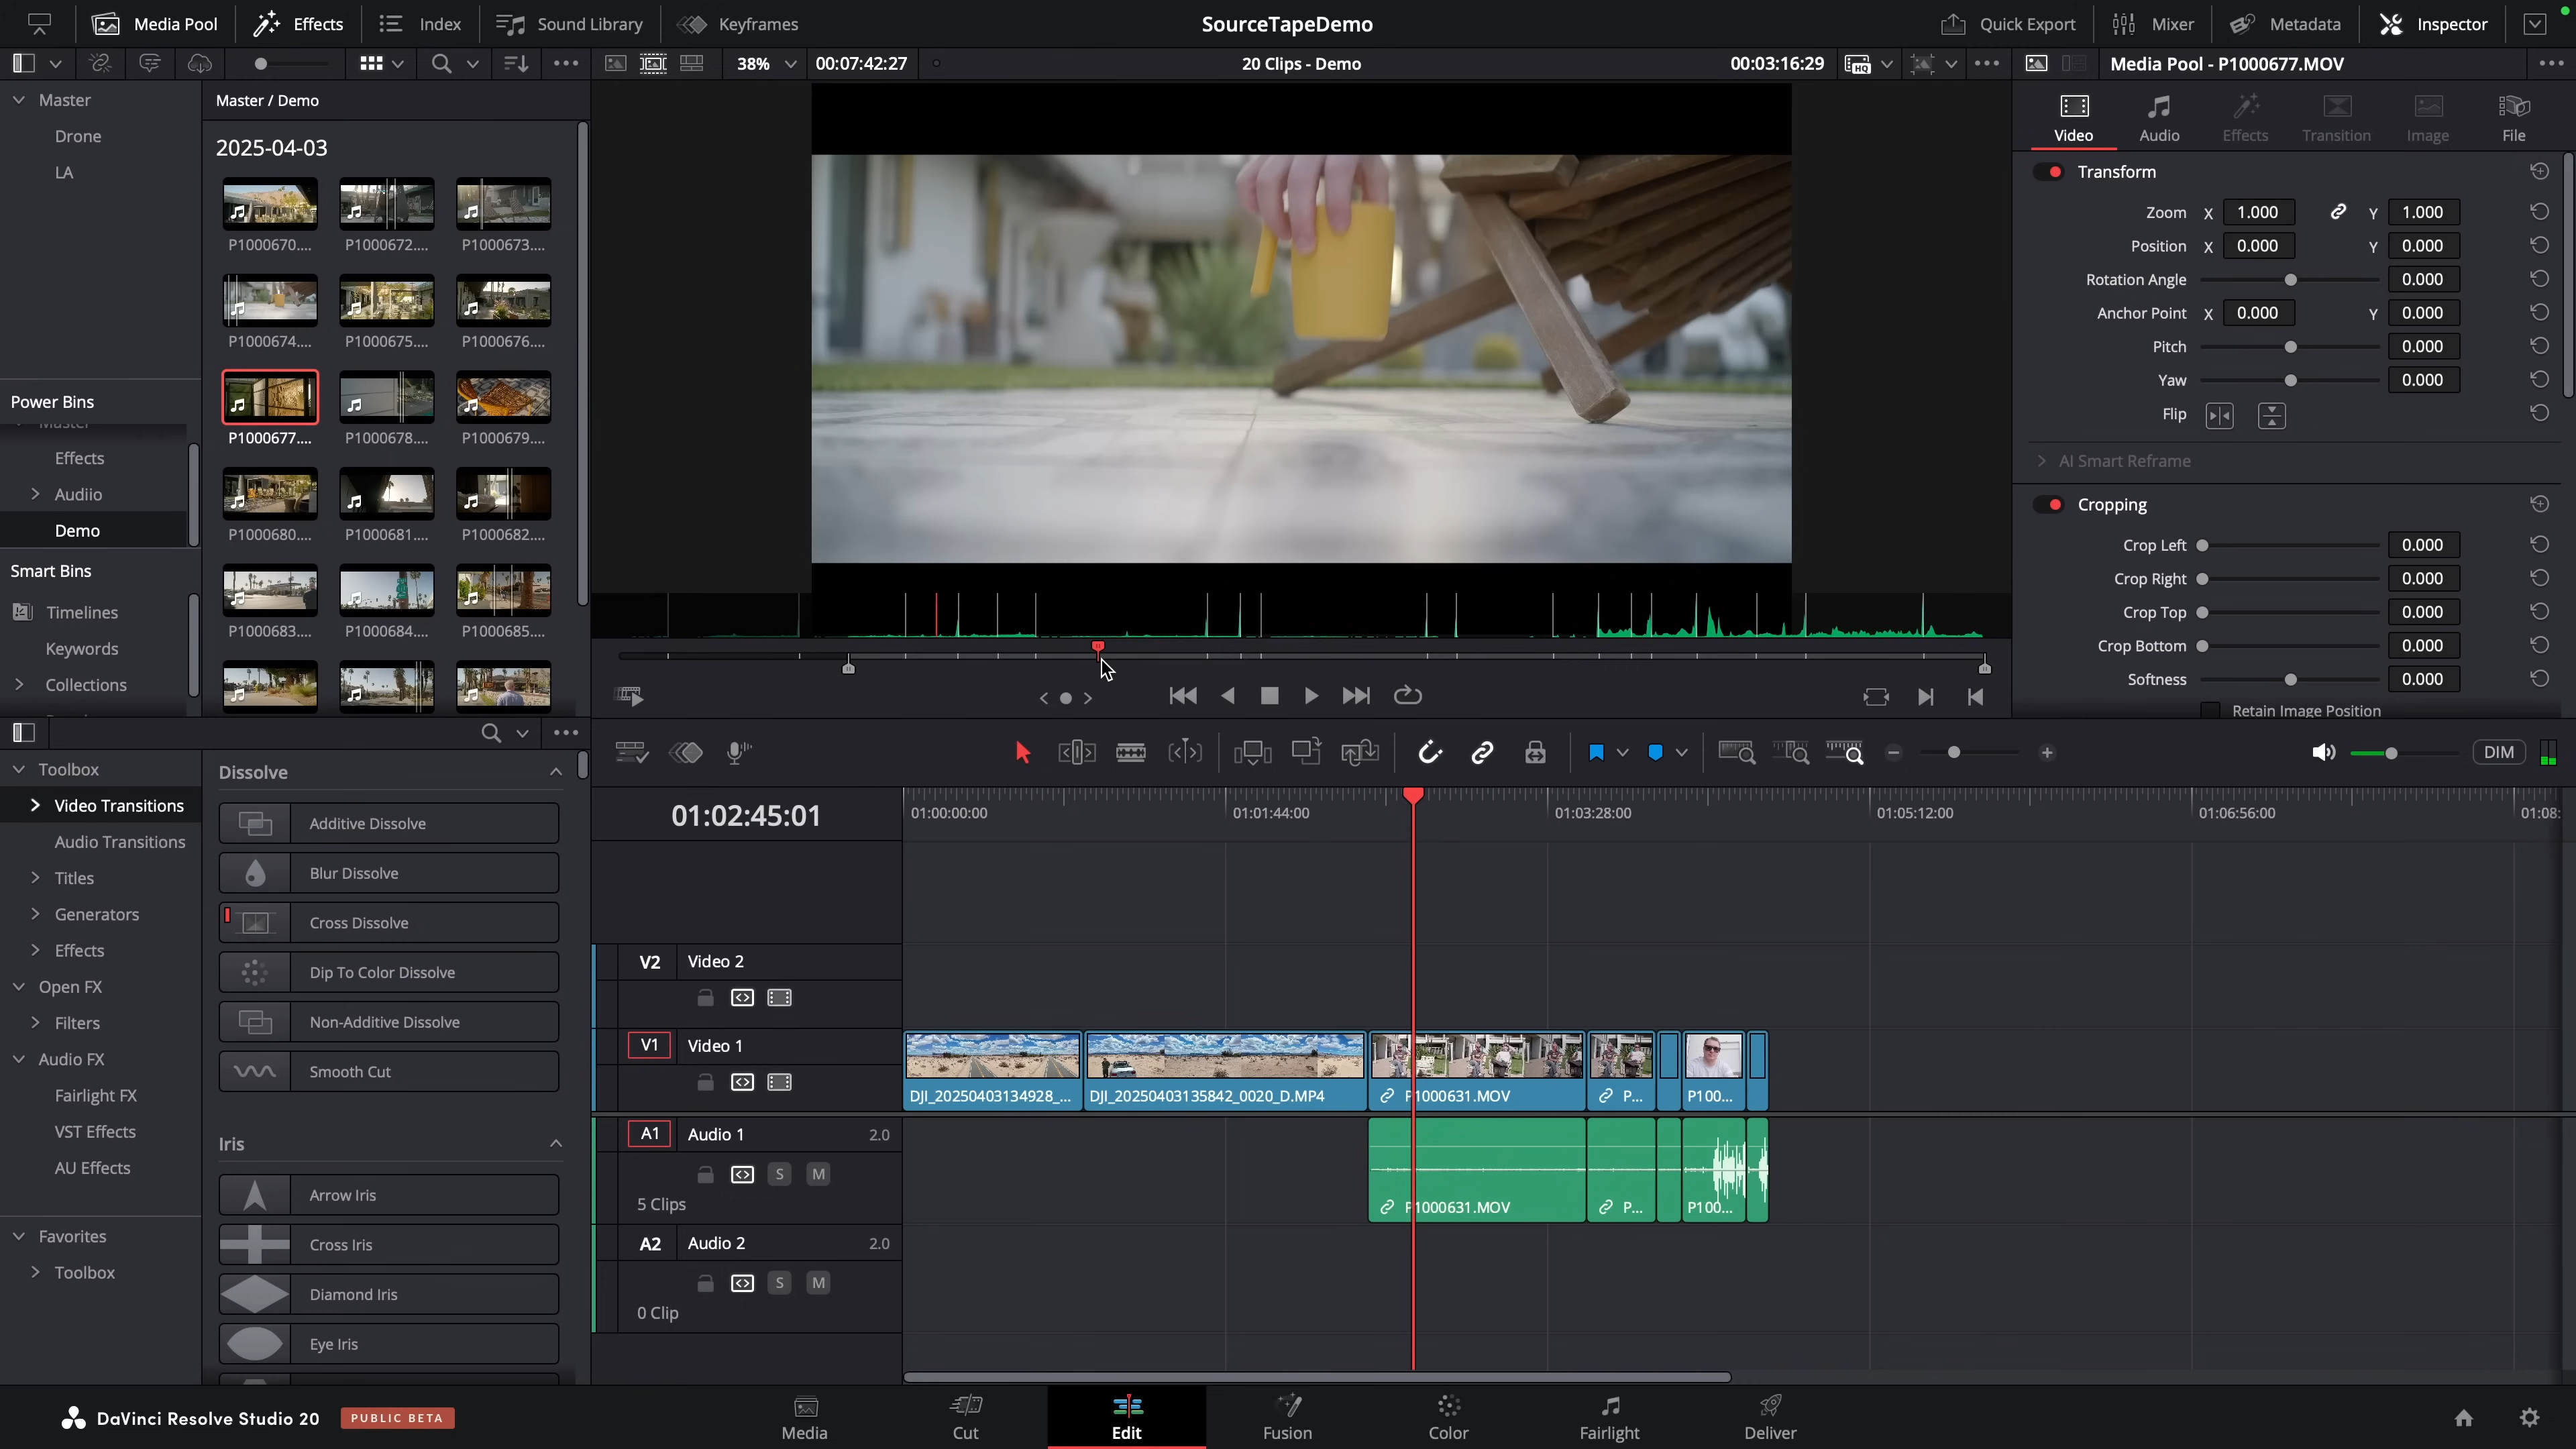 Media Pool
Effects
Index
Sound Library
Keyframes
SourceTapeDemo
Quick Export
Mixer
Metadata
Inspector
38%
00:07:42:27
20 Clips - Demo
00:03:16:29
Media Pool - P1000677.MOV
Master
Drone
LA
Master / Demo
2025-04-03
P1000670....
P1000672....
P1000673....
P1000674....
P1000675....
P1000676....
P1000677....
P1000678....
P1000679....
P1000680....
P1000681....
P1000682....
P1000683....
P1000684....
P1000685....
Power Bins
Master
Effects
Audiio
Demo
Smart Bins
Timelines
Keywords
Collections
Video
Audio
Effects
Transition
Image
File
Transform
Zoom X 1.000 Y 1.000
Position X 0.000 Y 0.000
Rotation Angle 0.000
Anchor Point X 0.000 Y 0.000
Pitch 0.000
Yaw 0.000
Flip
AI Smart Reframe
Cropping
Crop Left 0.000
Crop Right 0.000
Crop Top 0.000
Crop Bottom 0.000
Softness 0.000
Retain Image Position
Toolbox
Video Transitions
Audio Transitions
Titles
Generators
Effects
Open FX
Filters
Audio FX
Fairlight FX
VST Effects
AU Effects
Favorites
Toolbox
Dissolve
Additive Dissolve
Blur Dissolve
Cross Dissolve
Dip To Color Dissolve
Non-Additive Dissolve
Smooth Cut
Iris
Arrow Iris
Cross Iris
Diamond Iris
Eye Iris
DIM
01:02:45:01
01:00:00:00
01:01:44:00
01:03:28:00
01:05:12:00
01:06:56:00
01:08:
V2 Video 2
V1 Video 1
DJI_20250403134928_...
DJI_20250403135842_0020_D.MP4
P1000631.MOV
P...
P100...
A1 Audio 1 2.0
S M
5 Clips
P1000631.MOV
P...
P100...
A2 Audio 2 2.0
S M
0 Clip
DaVinci Resolve Studio 20
PUBLIC BETA
Media
Cut
Edit
Fusion
Color
Fairlight
Deliver